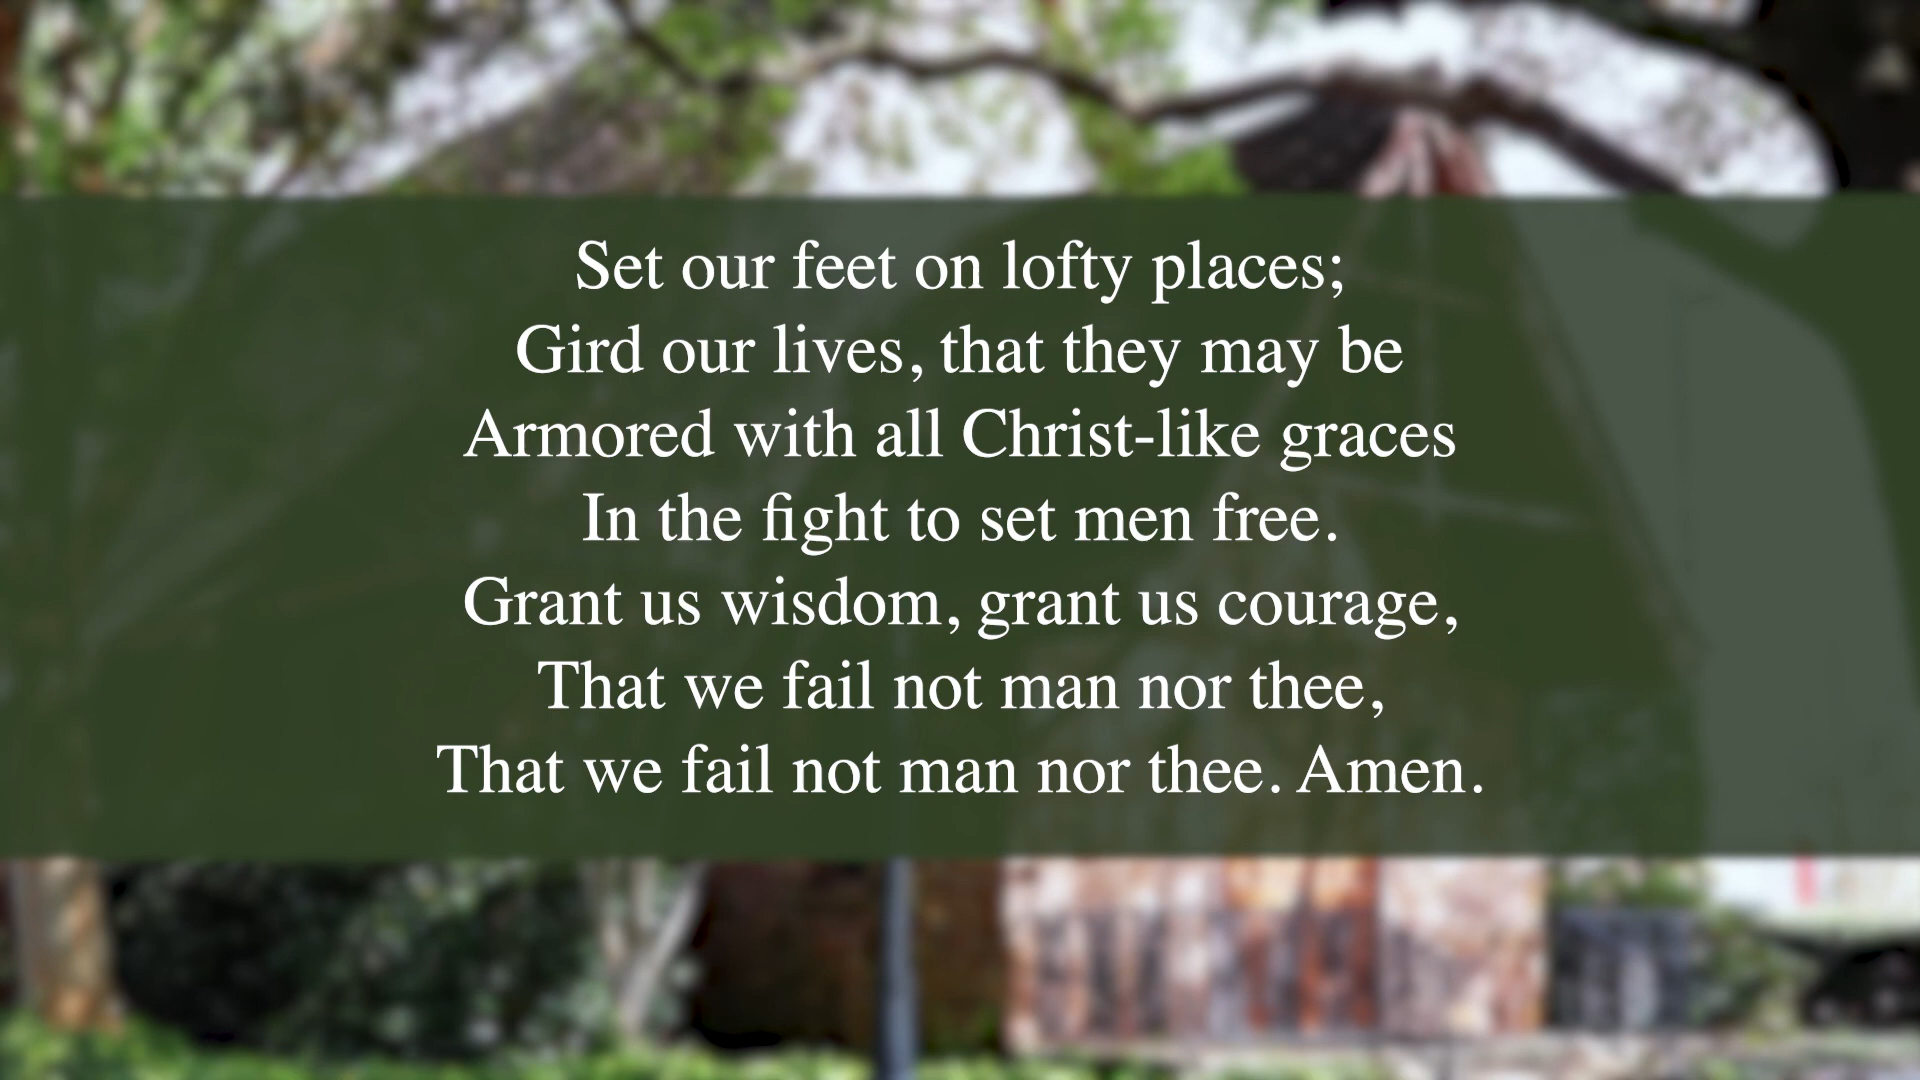 Set our feet on lofty places;
Gird our lives, that they may be
Armored with all Christ-like graces
In the fight to set men free.
Grant us wisdom, grant us courage,
That we fail not man nor thee,
That we fail not man nor thee. Amen.